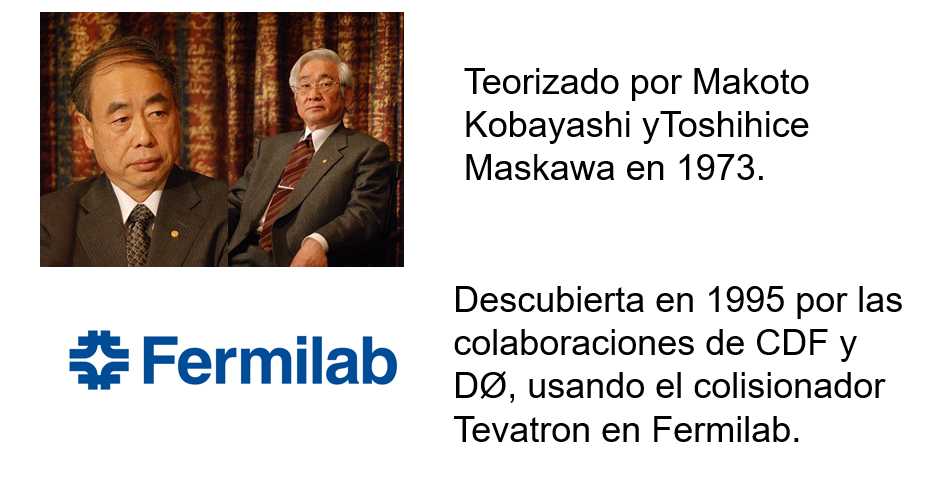 Teorizado por Makoto
Kobayashi yToshihice
Maskawa en 1973.
Fermilab
Descubierta en 1995 por las
colaboraciones de CDF y
DØ, usando el colisionador
Tevatron en Fermilab.